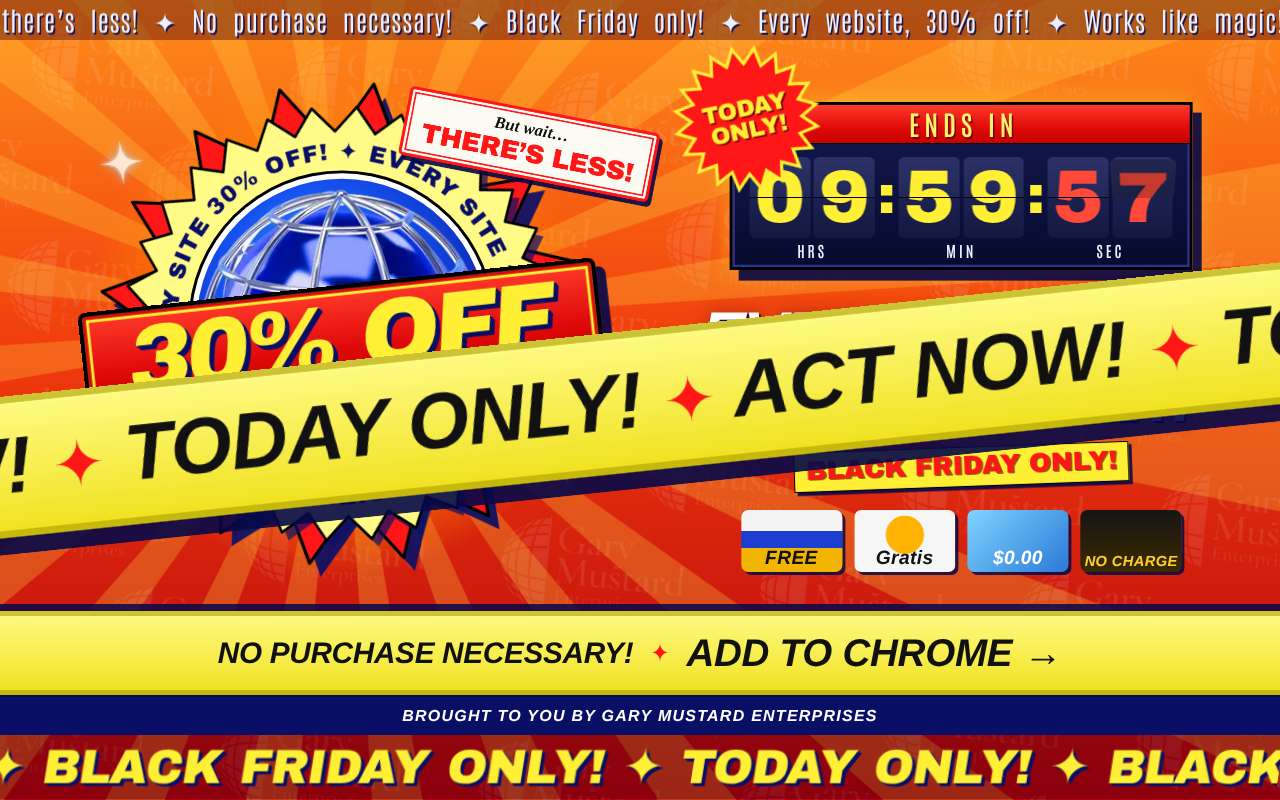 there's less! ✦ No purchase necessary! ✦ Black Friday only! ✦ Every website, 30% off! ✦ Works like magic!
SITE 30% OFF! ✦ EVERY SITE
But wait…
THERE'S LESS!
TODAY ONLY!
ENDS IN
09:59:57
HRS MIN SEC
30% OFF
! ✦ TODAY ONLY! ✦ ACT NOW! ✦
BLACK FRIDAY ONLY!
FREE
Gratis
$0.00
NO CHARGE
NO PURCHASE NECESSARY! ✦ ADD TO CHROME →
BROUGHT TO YOU BY GARY MUSTARD ENTERPRISES
✦ BLACK FRIDAY ONLY! ✦ TODAY ONLY! ✦ BLACK
Gary
Mustard
Enterprises